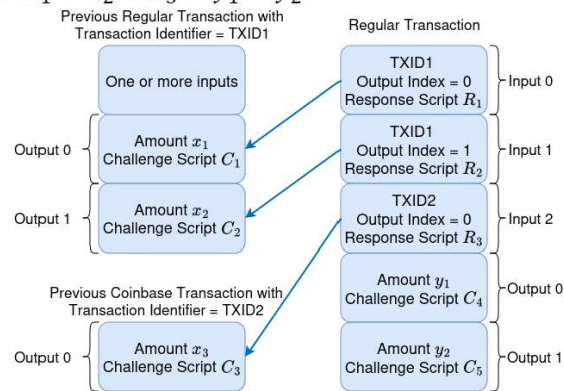 Previous Regular Transaction with
Transaction Identifier = TXID1
One or more inputs
Output 0
Amount x₁
Challenge Script C₁
Output 1
Amount x₂
Challenge Script C₂
Previous Coinbase Transaction with
Transaction Identifier = TXID2
Output 0
Amount x₃
Challenge Script C₃
Regular Transaction
TXID1
Output Index = 0
Response Script R₁
Input 0
TXID1
Output Index = 1
Response Script R₂
Input 1
TXID2
Output Index = 0
Response Script R₃
Input 2
Amount y₁
Challenge Script C₄
Output 0
Amount y₂
Challenge Script C₅
Output 1